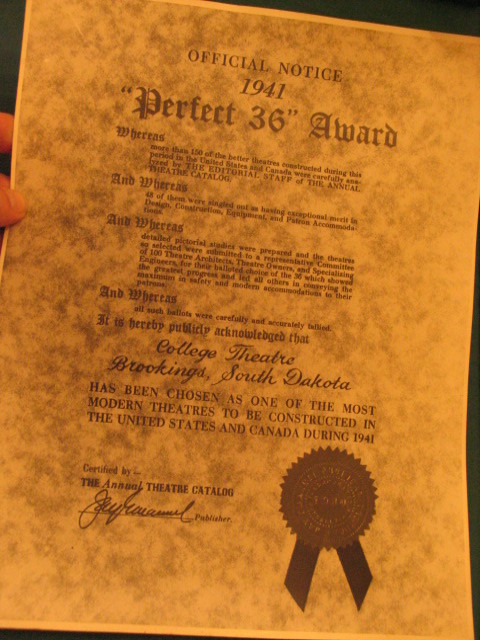 OFFICIAL NOTICE
1941
"Perfect 36" Award
Whereas
more than 150 of the better theatres constructed during this
period in the United States and Canada were carefully ana-
lyzed by THE EDITORIAL STAFF of THE ANNUAL
THEATRE CATALOG.
And Whereas
48 of them were singled out as having exceptional merit in
Design, Construction, Equipment, and Patron Accommoda-
tions.
And Whereas
detailed pictorial studies were prepared and the theatres
so selected were submitted to a representative Committee
of 100 Theatre Architects, Theatre Owners, and Specialising
Engineers, for their balloted choice of the 36 which showed
the greatest progress and led all others in conveying the
maximum in safety and modern accommodations to their
patrons.
And Whereas
all such ballots were carefully and accurately tallied.
It is hereby publicly acknowledged that
College Theatre
Brookings, South Dakota
HAS BEEN CHOSEN AS ONE OF THE MOST
MODERN THEATRES TO BE CONSTRUCTED IN
THE UNITED STATES AND CANADA DURING 1941
Certified by —
THE Annual THEATRE CATALOG
Jay Emanuel Publisher.